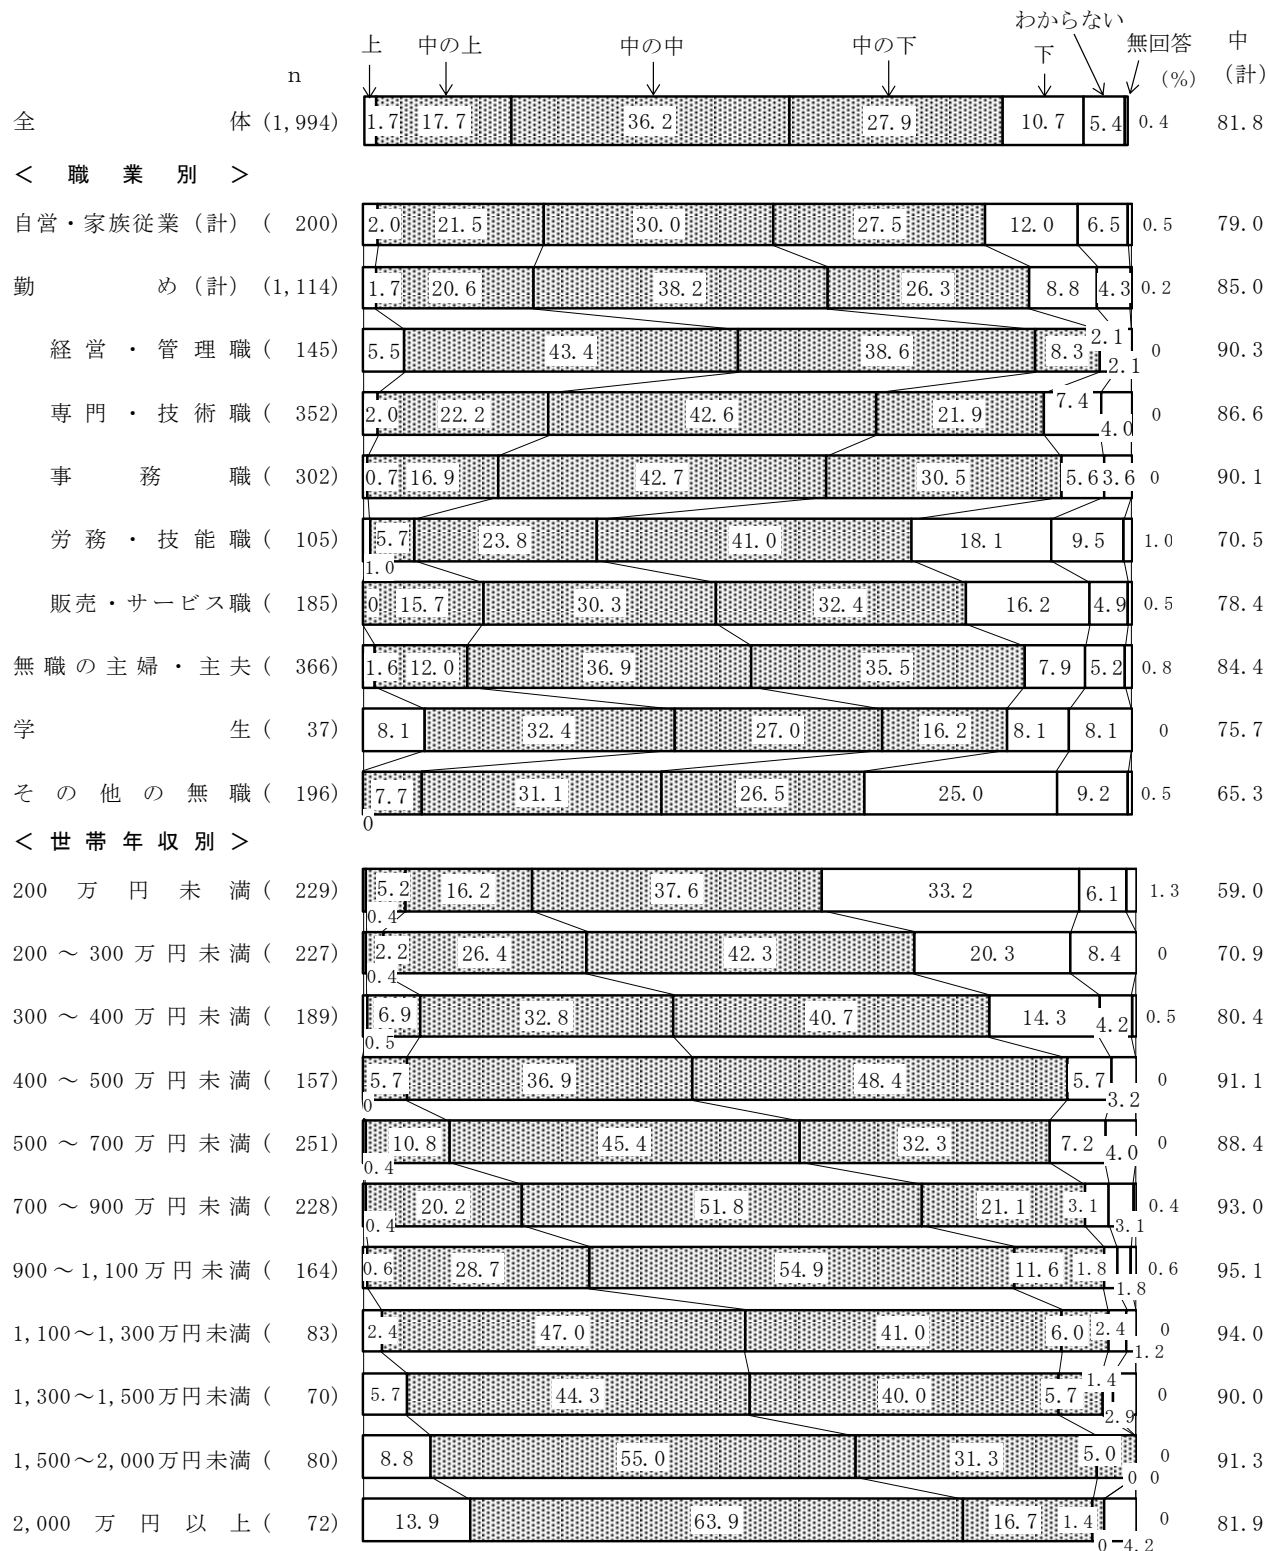 わからない
上 中の上 中の中 中の下 下 無回答 中
n (%) (計)
全体 (1,994) 1.7 17.7 36.2 27.9 10.7 5.4 0.4 81.8
＜職業別＞
自営・家族従業（計）( 200) 2.0 21.5 30.0 27.5 12.0 6.5 0.5 79.0
勤め（計）(1,114) 1.7 20.6 38.2 26.3 8.8 4.3 0.2 85.0
経営・管理職( 145) 5.5 43.4 38.6 8.3 2.1 2.1 0 90.3
専門・技術職( 352) 2.0 22.2 42.6 21.9 7.4 4.0 0 86.6
事務職( 302) 0.7 16.9 42.7 30.5 5.6 3.6 0 90.1
労務・技能職( 105) 1.0 5.7 23.8 41.0 18.1 9.5 1.0 70.5
販売・サービス職( 185) 0 15.7 30.3 32.4 16.2 4.9 0.5 78.4
無職の主婦・主夫( 366) 1.6 12.0 36.9 35.5 7.9 5.2 0.8 84.4
学生( 37) 8.1 32.4 27.0 16.2 8.1 8.1 0 75.7
その他の無職( 196) 0 7.7 31.1 26.5 25.0 9.2 0.5 65.3
＜世帯年収別＞
200万円未満( 229) 0.4 5.2 16.2 37.6 33.2 6.1 1.3 59.0
200～300万円未満( 227) 0.4 2.2 26.4 42.3 20.3 8.4 0 70.9
300～400万円未満( 189) 0.5 6.9 32.8 40.7 14.3 4.2 0.5 80.4
400～500万円未満( 157) 0 5.7 36.9 48.4 5.7 3.2 0 91.1
500～700万円未満( 251) 0.4 10.8 45.4 32.3 7.2 4.0 0 88.4
700～900万円未満( 228) 0.4 20.2 51.8 21.1 3.1 3.1 0.4 93.0
900～1,100万円未満( 164) 0.6 28.7 54.9 11.6 1.8 1.8 0.6 95.1
1,100～1,300万円未満( 83) 2.4 47.0 41.0 6.0 2.4 1.2 0 94.0
1,300～1,500万円未満( 70) 5.7 44.3 40.0 5.7 1.4 2.9 0 90.0
1,500～2,000万円未満( 80) 8.8 55.0 31.3 5.0 0 0 0 91.3
2,000万円以上( 72) 13.9 63.9 16.7 1.4 0 4.2 0 81.9